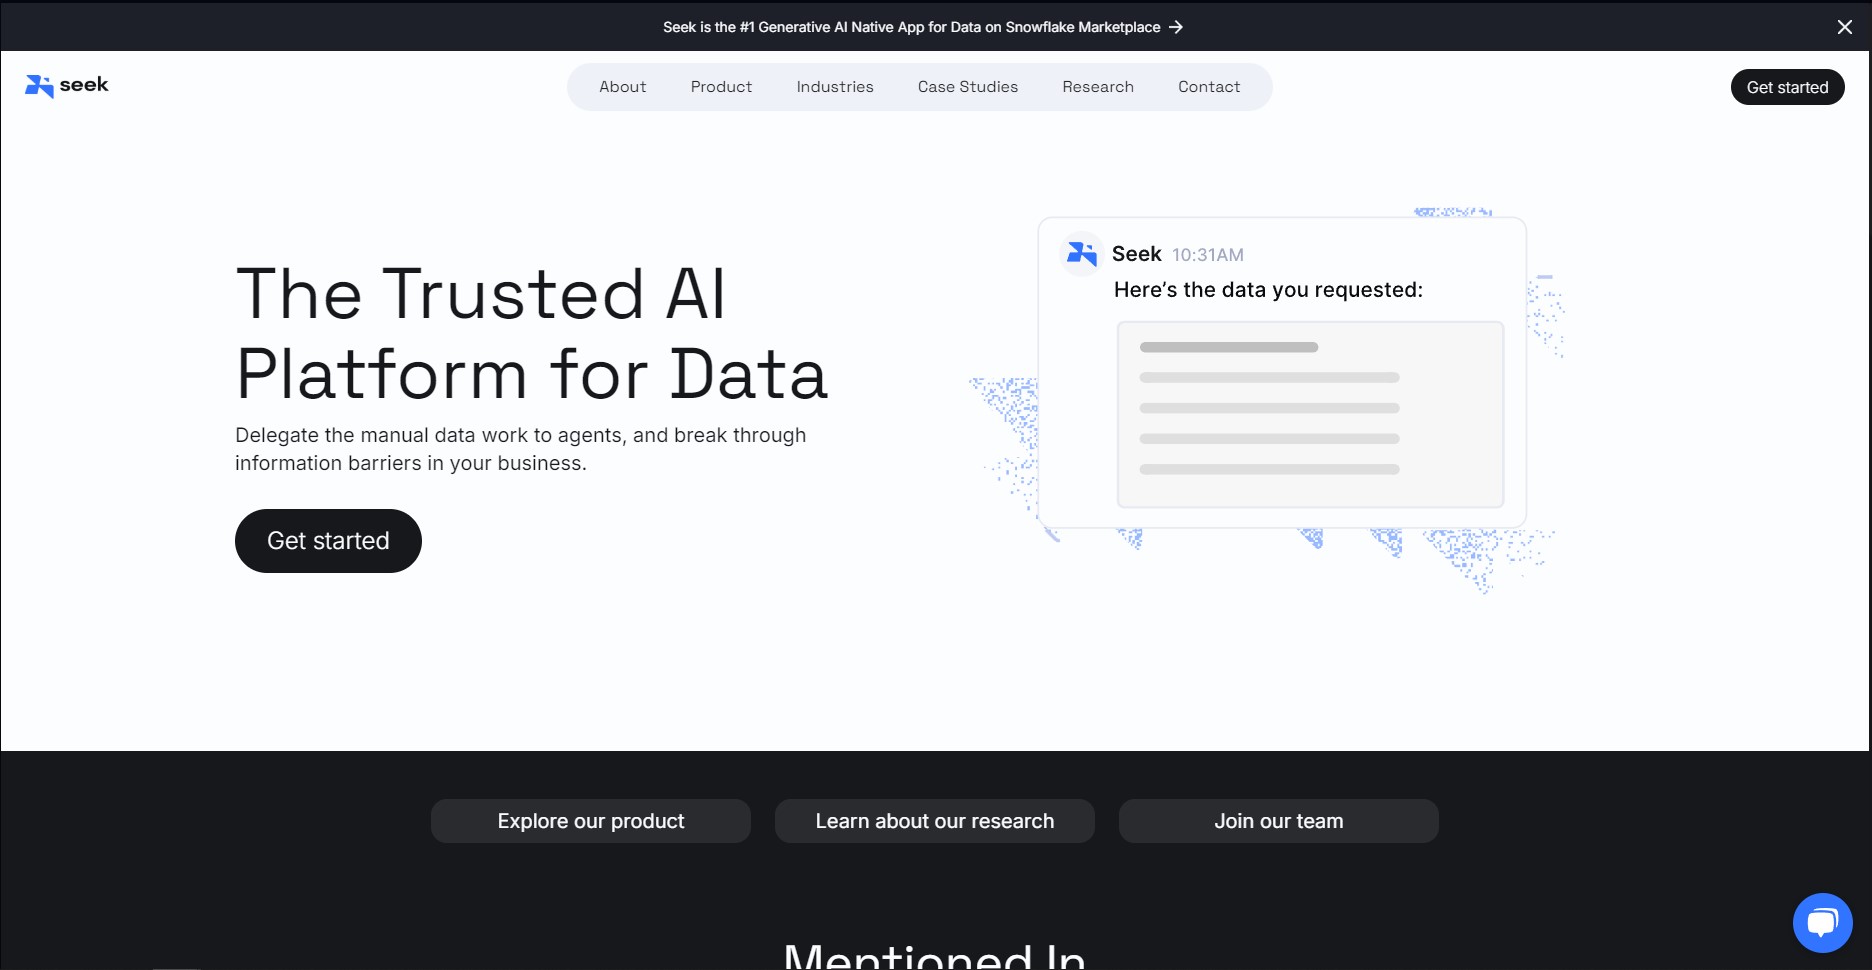 Seek is the #1 Generative AI Native App for Data on Snowflake Marketplace
seek
About
Product
Industries
Case Studies
Research
Contact
Get started
The Trusted AI
Platform for Data
Delegate the manual data work to agents, and break through
information barriers in your business.
Get started
Seek 10:31AM
Here’s the data you requested:
Explore our product
Learn about our research
Join our team
Mentioned In